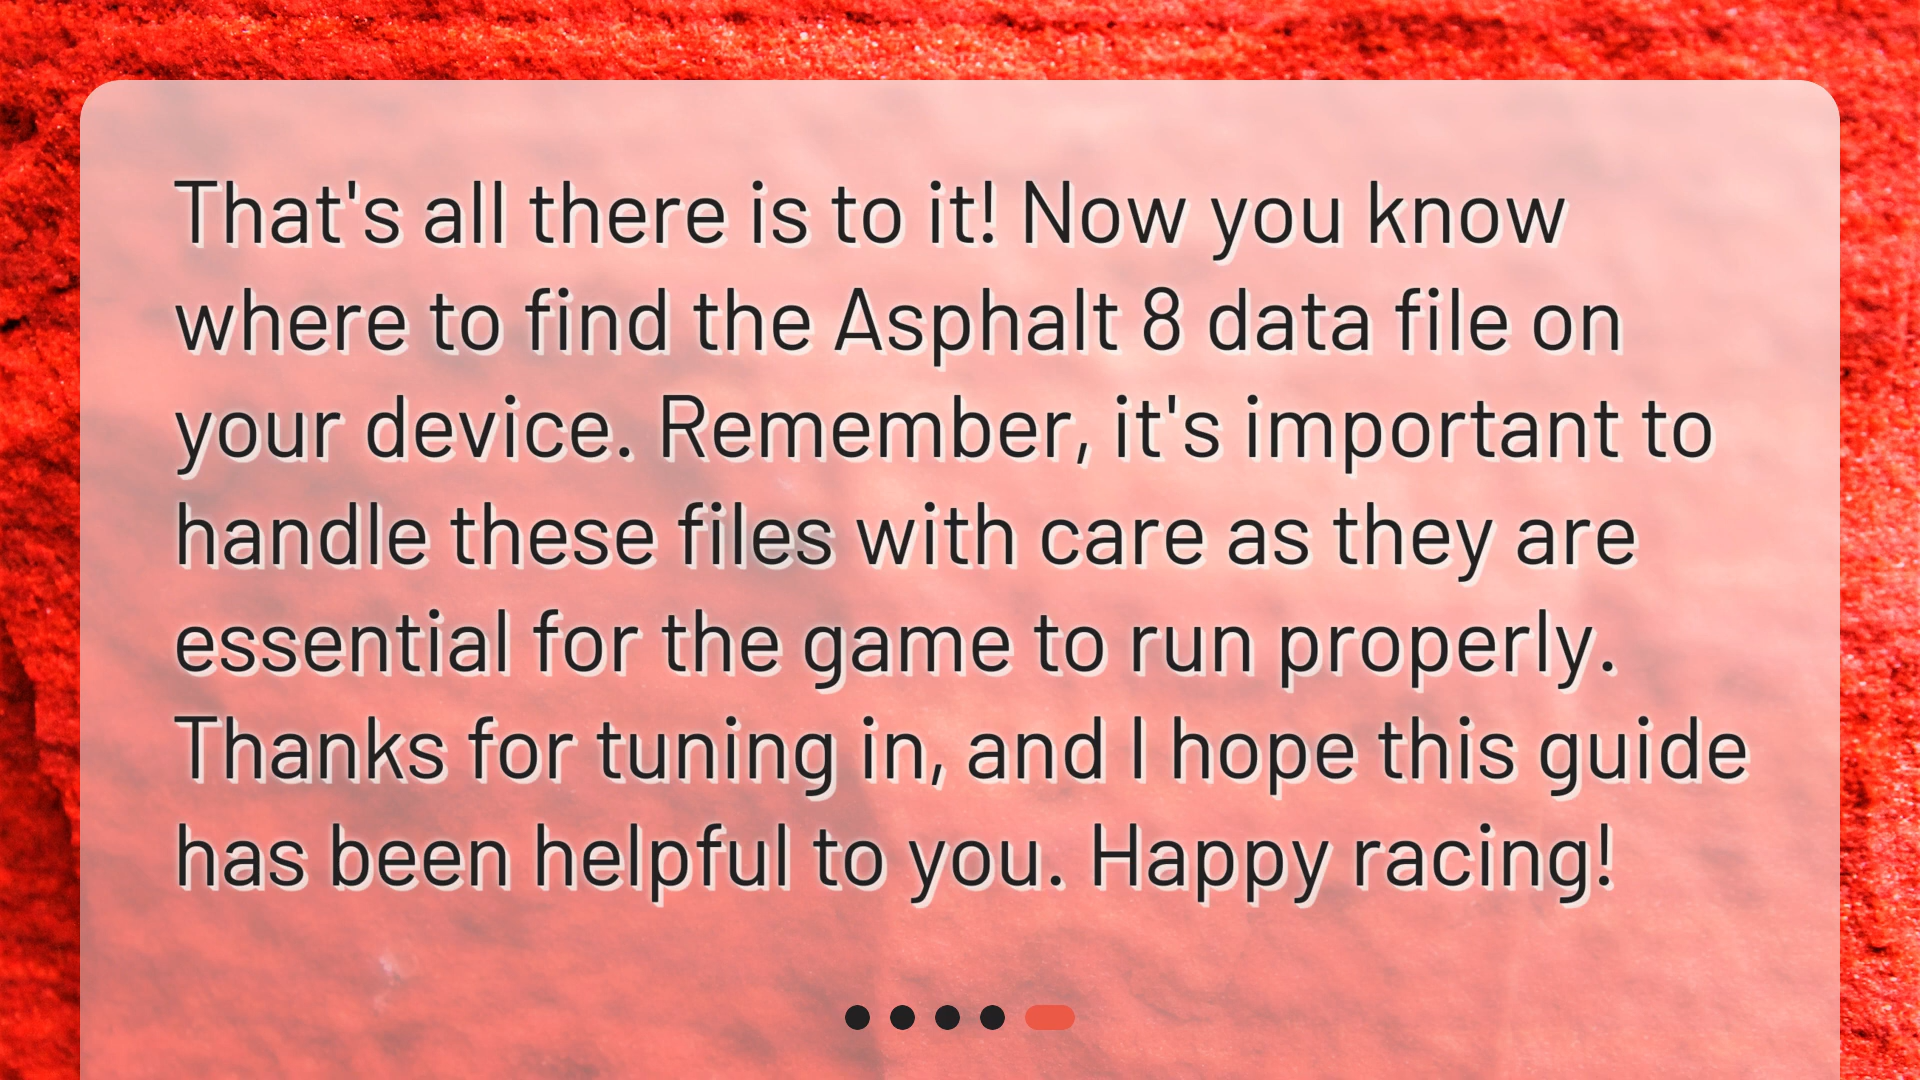 That's all there is to it! Now you know
where to find the Asphalt 8 data file on
your device. Remember, it's important to
handle these files with care as they are
essential for the game to run properly.
Thanks for tuning in, and I hope this guide
has been helpful to you. Happy racing!